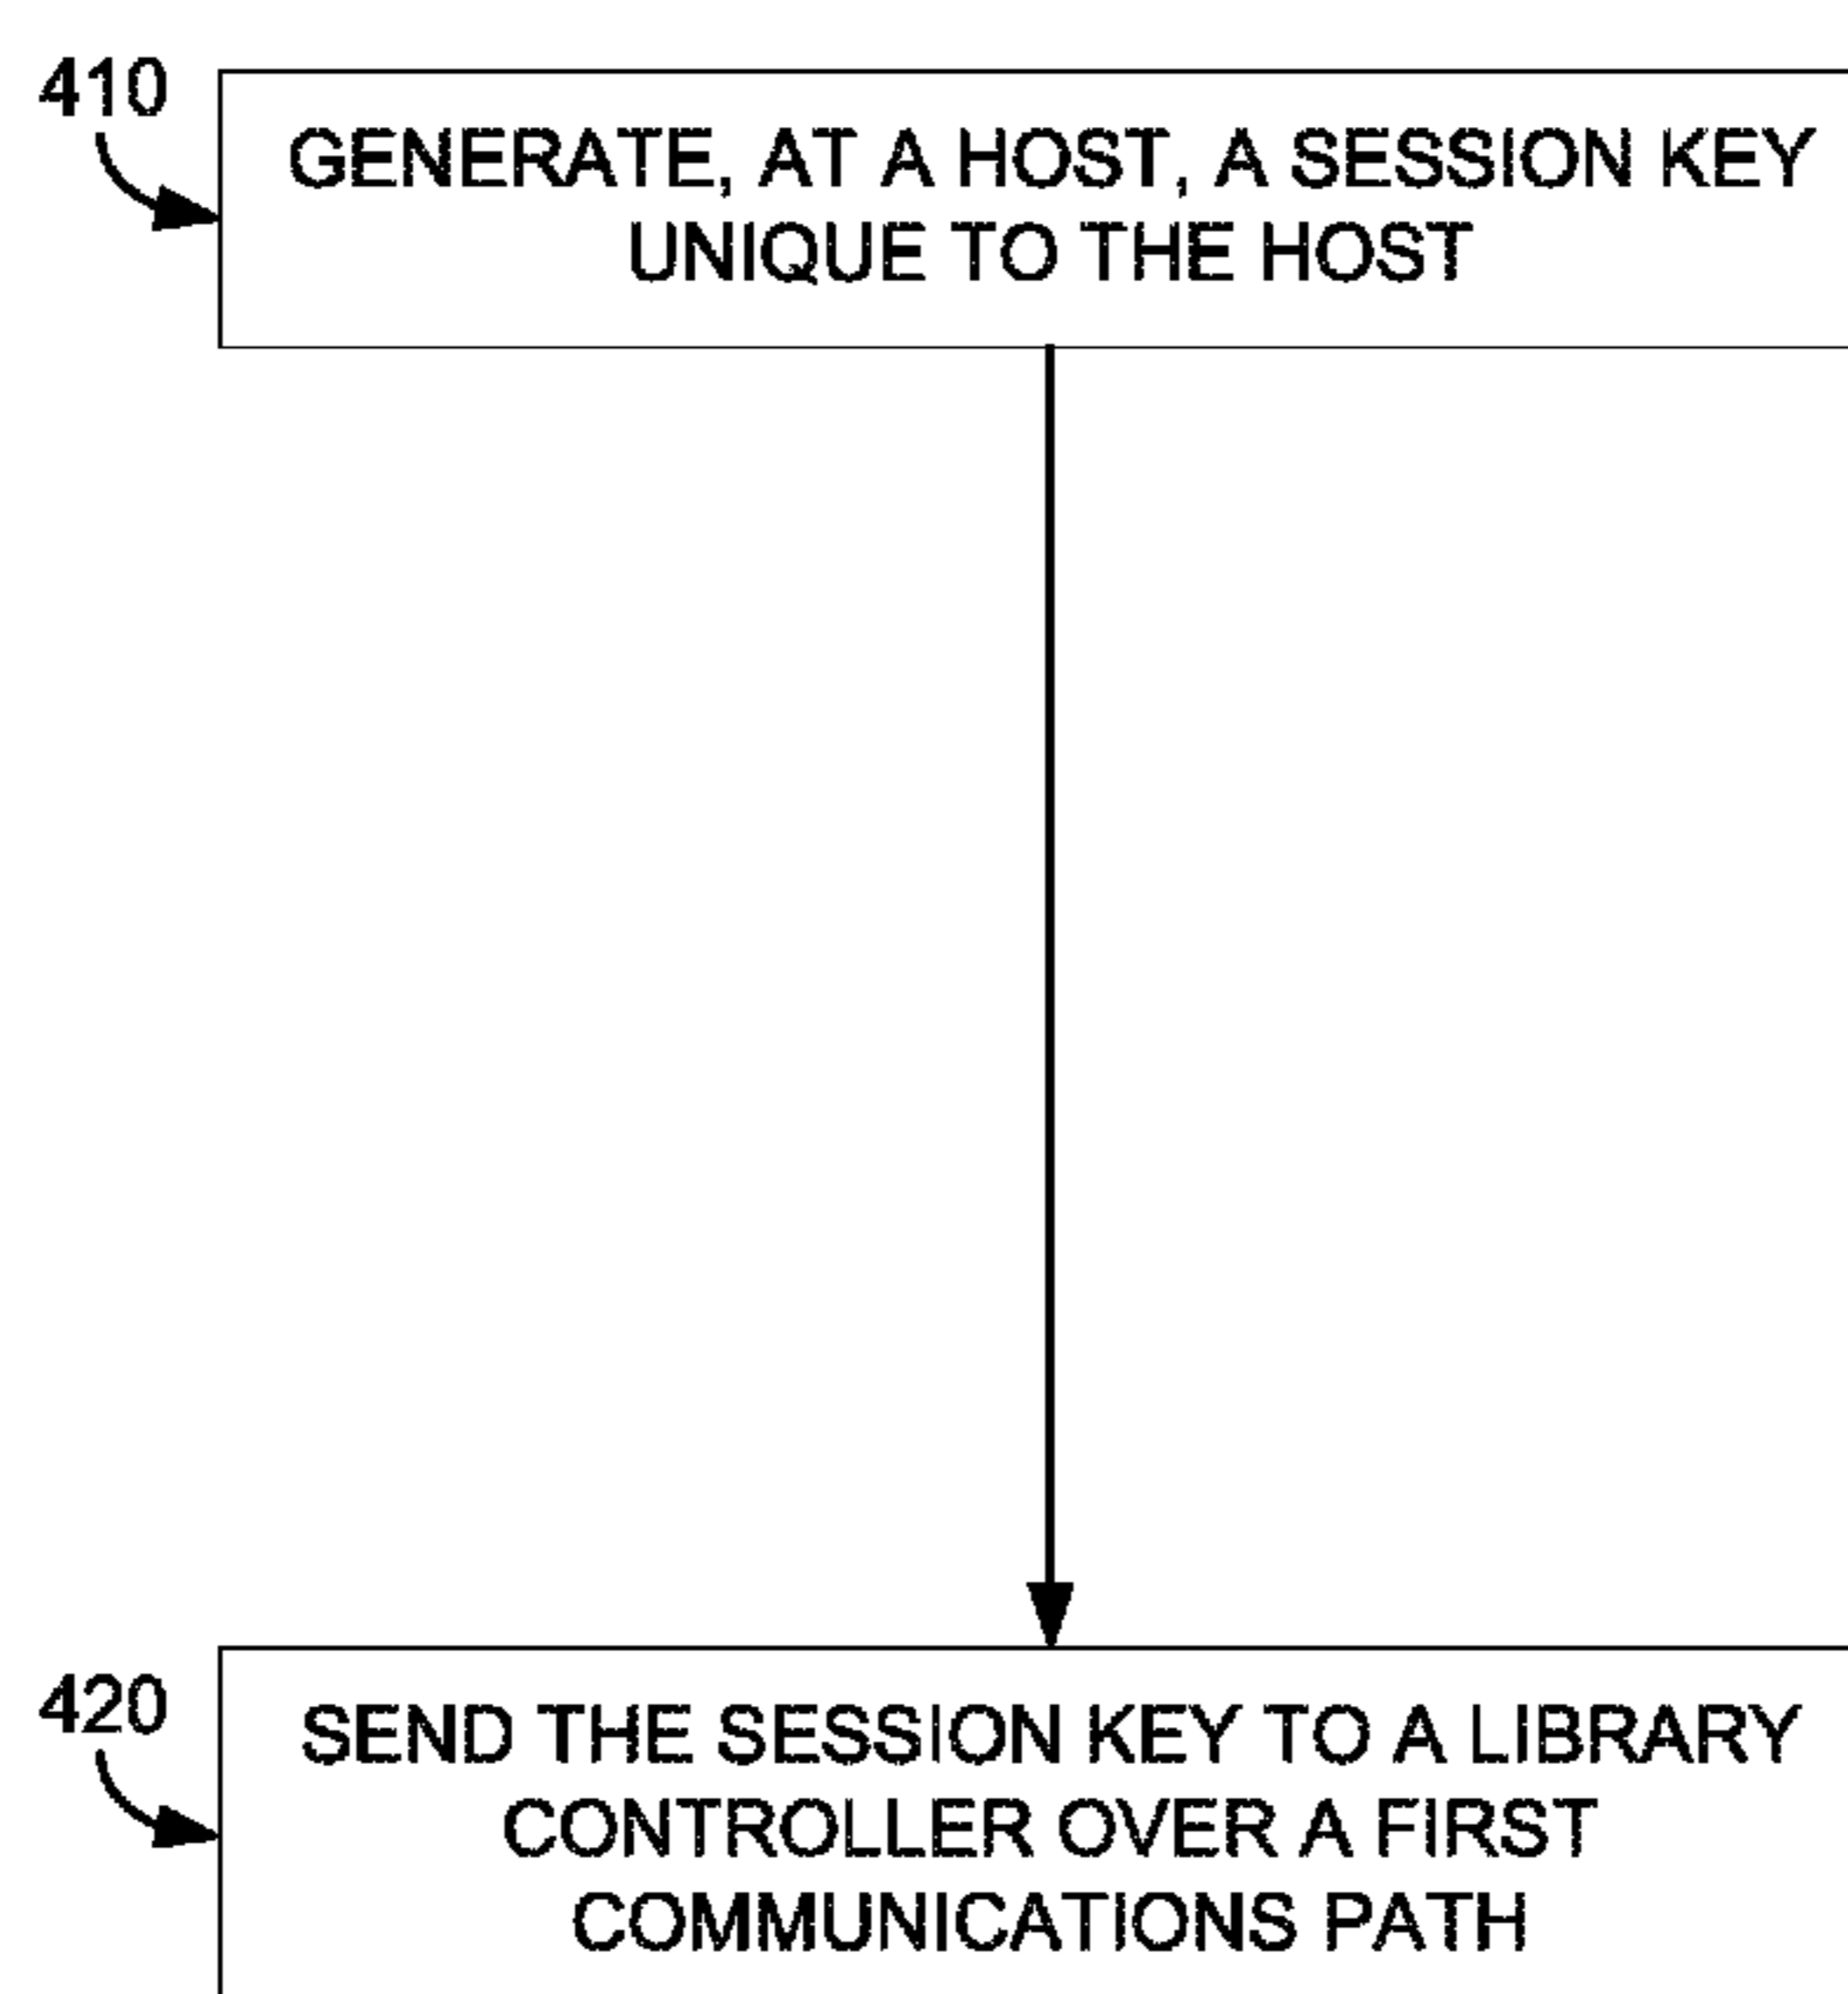 410
GENERATE, AT A HOST, A SESSION KEY
UNIQUE TO THE HOST
420
SEND THE SESSION KEY TO A LIBRARY
CONTROLLER OVER A FIRST
COMMUNICATIONS PATH